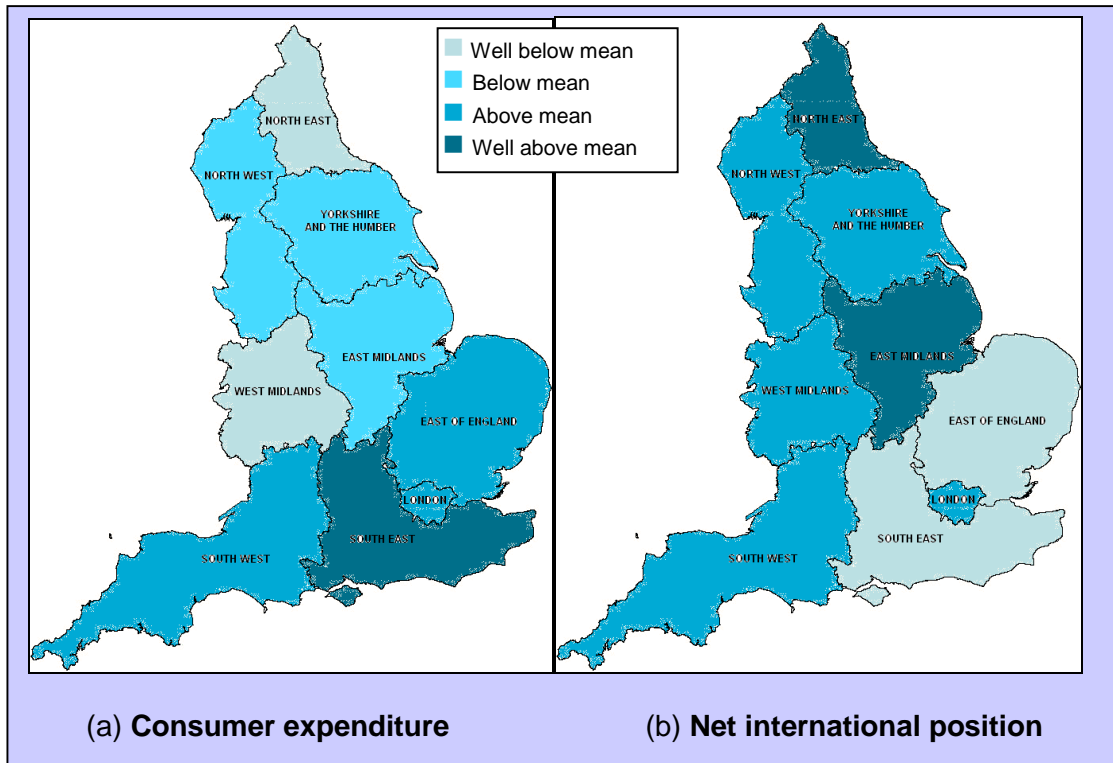 Well below mean
Below mean
Above mean
Well above mean
NORTH EAST
NORTH WEST
YORKSHIRE
AND THE HUMBER
EAST MIDLANDS
WEST MIDLANDS
EAST OF ENGLAND
LONDON
SOUTH EAST
SOUTH WEST
NORTH EAST
NORTH WEST
YORKSHIRE
AND THE HUMBER
EAST MIDLANDS
WEST MIDLANDS
EAST OF ENGLAND
LONDON
SOUTH EAST
SOUTH WEST
(a) Consumer expenditure
(b) Net international position